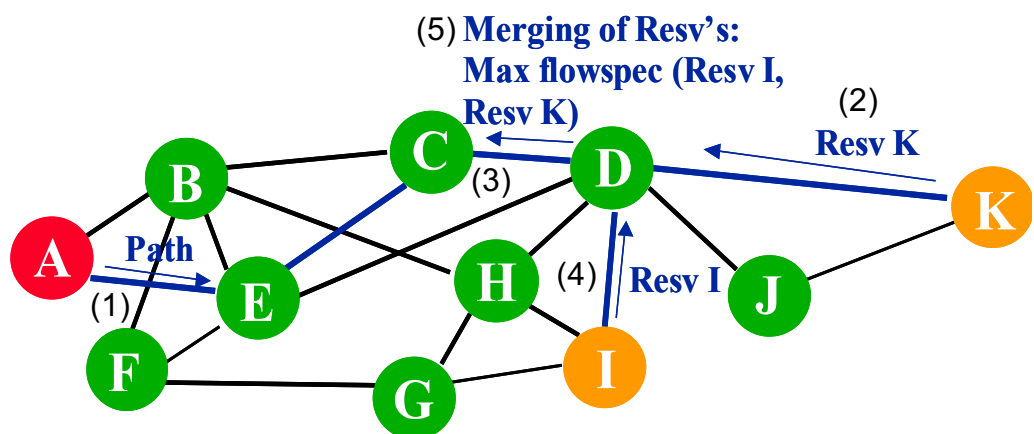 (5) Merging of Resv's:
Max flowspec (Resv I,
Resv K)
(2)
Resv K
C
D
B
(3)
K
A
Path
E
H
(4)
Resv I
J
(1)
F
G
I